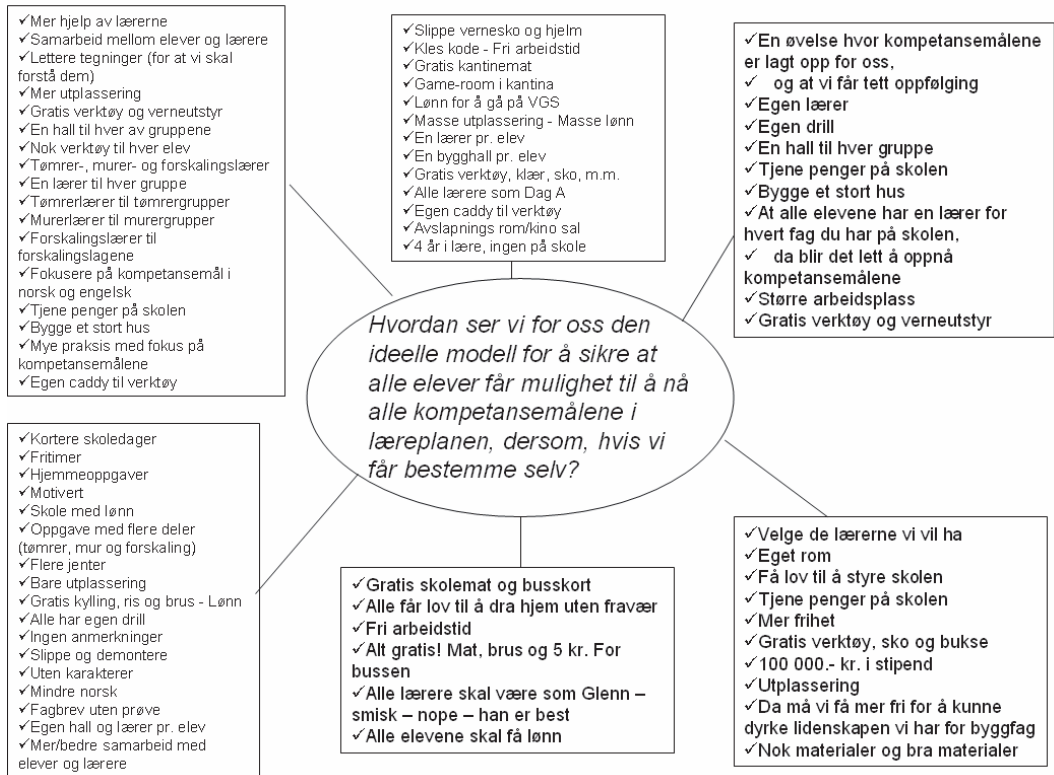 ✓Mer hjelp av lærerne
✓Samarbeid mellom elever og lærere
✓Lettere tegninger (for at vi skal
forstå dem)
✓Mer utplassering
✓Gratis verktøy og verneutstyr
✓En hall til hver av gruppene
✓Nok verktøy til hver elev
✓Tømrer-, murer- og forskalingslærer
✓En lærer til hver gruppe
✓Tømrerlærer til tømrergrupper
✓Murerlærer til murergrupper
✓Forskalingslærer til
forskalingslagene
✓Fokusere på kompetansemål i
norsk og engelsk
✓Tjene penger på skolen
✓Bygge et stort hus
✓Mye praksis med fokus på
kompetansemålene
✓Egen caddy til verktøy
✓Slippe vernesko og hjelm
✓Kles kode - Fri arbeidstid
✓Gratis kantinemat
✓Game-room i kantina
✓Lønn for å gå på VGS
✓Masse utplassering - Masse lønn
✓En lærer pr. elev
✓En bygghall pr. elev
✓Gratis verktøy, klær, sko, m.m.
✓Alle lærere som Dag A
✓Egen caddy til verktøy
✓Avslapnings rom/kino sal
✓4 år i lære, ingen på skole
✓En øvelse hvor kompetansemålene
er lagt opp for oss,
✓ og at vi får tett oppfølging
✓Egen lærer
✓Egen drill
✓En hall til hver gruppe
✓Tjene penger på skolen
✓Bygge et stort hus
✓At alle elevene har en lærer for
hvert fag du har på skolen,
✓ da blir det lett å oppnå
kompetansemålene
✓Større arbeidsplass
✓Gratis verktøy og verneutstyr
Hvordan ser vi for oss den
ideelle modell for å sikre at
alle elever får mulighet til å nå
alle kompetansemålene i
læreplanen, dersom, hvis vi
får bestemme selv?
✓Kortere skoledager
✓Fritimer
✓Hjemmeoppgaver
✓Motivert
✓Skole med lønn
✓Oppgave med flere deler
(tømrer, mur og forskaling)
✓Flere jenter
✓Bare utplassering
✓Gratis kylling, ris og brus - Lønn
✓Alle har egen drill
✓Ingen anmerkninger
✓Slippe og demontere
✓Uten karakterer
✓Mindre norsk
✓Fagbrev uten prøve
✓Egen hall og lærer pr. elev
✓Mer/bedre samarbeid med
elever og lærere
✓Gratis skolemat og busskort
✓Alle får lov til å dra hjem uten fravær
✓Fri arbeidstid
✓Alt gratis! Mat, brus og 5 kr. For
bussen
✓Alle lærere skal være som Glenn –
smisk – nope – han er best
✓Alle elevene skal få lønn
✓Velge de lærerne vi vil ha
✓Eget rom
✓Få lov til å styre skolen
✓Tjene penger på skolen
✓Mer frihet
✓Gratis verktøy, sko og bukse
✓100 000.- kr. i stipend
✓Utplassering
✓Da må vi få mer fri for å kunne
dyrke lidenskapen vi har for byggfag
✓Nok materialer og bra materialer